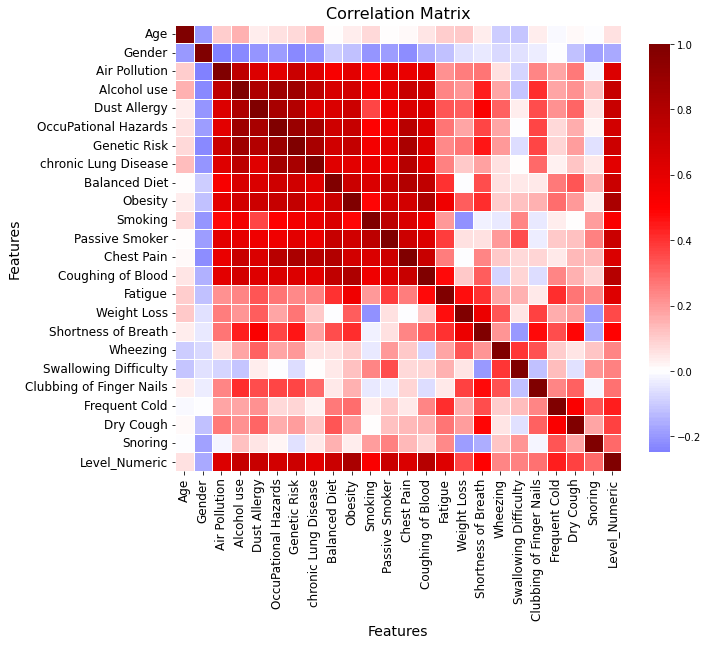 Correlation Matrix
Features
Age
Gender
Air Pollution
Alcohol use
Dust Allergy
OccuPational Hazards
Genetic Risk
chronic Lung Disease
Balanced Diet
Obesity
Smoking
Passive Smoker
Chest Pain
Coughing of Blood
Fatigue
Weight Loss
Shortness of Breath
Wheezing
Swallowing Difficulty
Clubbing of Finger Nails
Frequent Cold
Dry Cough
Snoring
Level_Numeric
Age
Gender
Air Pollution
Alcohol use
Dust Allergy
OccuPational Hazards
Genetic Risk
chronic Lung Disease
Balanced Diet
Obesity
Smoking
Passive Smoker
Chest Pain
Coughing of Blood
Fatigue
Weight Loss
Shortness of Breath
Wheezing
Swallowing Difficulty
Clubbing of Finger Nails
Frequent Cold
Dry Cough
Snoring
Level_Numeric
Features
1.0
0.8
0.6
0.4
0.2
0.0
−0.2